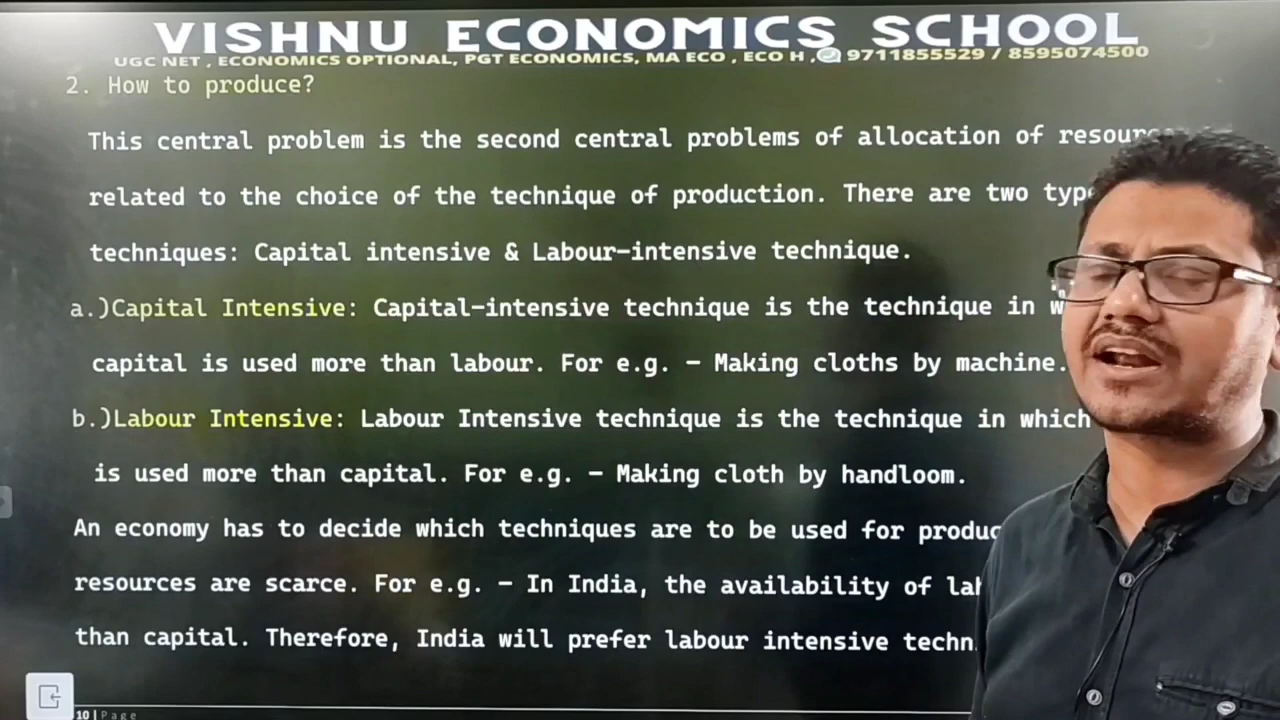 VISHNU ECONOMICS SCHOOL
UGC NET , ECONOMICS OPTIONAL, PGT ECONOMICS, MA ECO , ECO H , 9711855529 / 8595074500
2. How to produce?
This central problem is the second central problems of allocation of
related to the choice of the technique of production. There are two
techniques: Capital intensive & Labour-intensive technique.
a.)Capital Intensive: Capital-intensive technique is the technique in
capital is used more than labour. For e.g. – Making cloths by machine.
b.)Labour Intensive: Labour Intensive technique is the technique in which
is used more than capital. For e.g. – Making cloth by handloom.
An economy has to decide which techniques are to be used for
resources are scarce. For e.g. – In India, the availability of
than capital. Therefore, India will prefer labour intensive
10 | Page